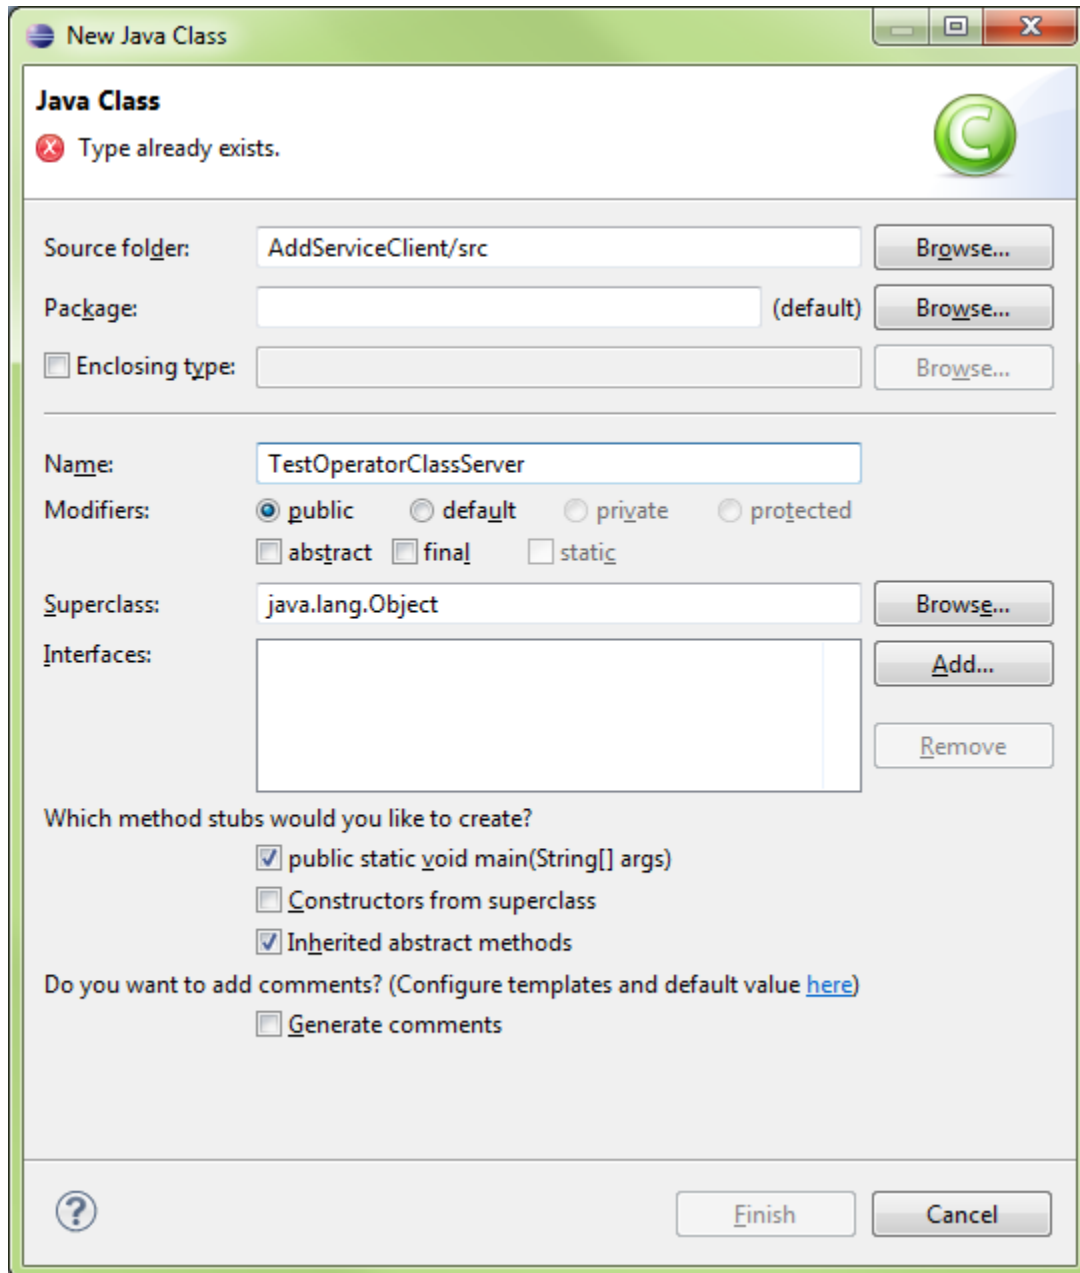 New Java Class
Java Class
Type already exists.
Source folder: AddServiceClient/src Browse...
Package: (default) Browse...
Enclosing type: Browse...
Name: TestOperatorClassServer
Modifiers: public default private protected
abstract final static
Superclass: java.lang.Object Browse...
Interfaces: Add...
Remove
Which method stubs would you like to create?
public static void main(String[] args)
Constructors from superclass
Inherited abstract methods
Do you want to add comments? (Configure templates and default value here)
Generate comments
? Finish Cancel